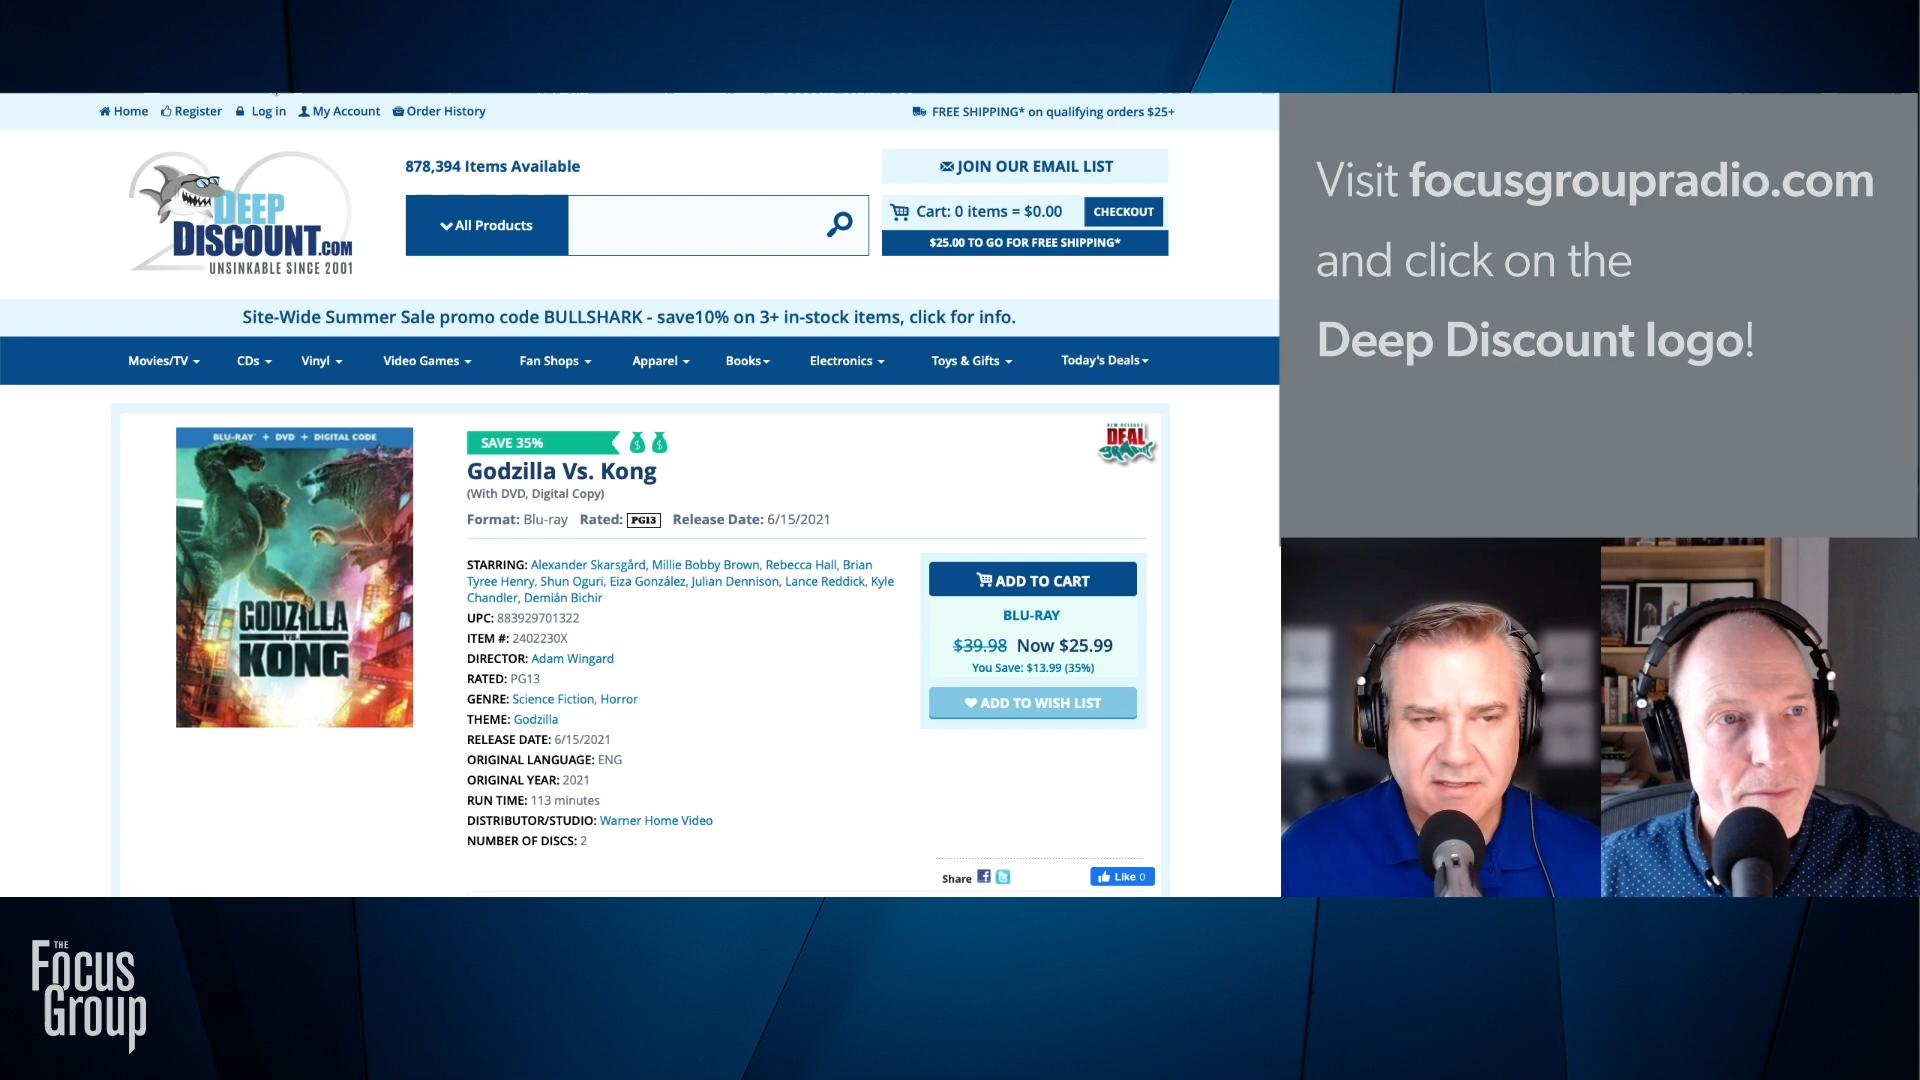 Home Register Log in My Account Order History
FREE SHIPPING* on qualifying orders $25+
DEEP
DISCOUNT.COM
UNSINKABLE SINCE 2001
878,394 Items Available
All Products
JOIN OUR EMAIL LIST
Cart: 0 items = $0.00 CHECKOUT
$25.00 TO GO FOR FREE SHIPPING*
Site-Wide Summer Sale promo code BULLSHARK - save10% on 3+ in-stock items, click for info.
Movies/TV CDs Vinyl Video Games Fan Shops Apparel Books Electronics Toys & Gifts Today's Deals
BLU-RAY + DVD + DIGITAL CODE
GODZILLA
VS.
KONG
SAVE 35%
Godzilla Vs. Kong
(With DVD, Digital Copy)
Format: Blu-ray Rated: PG13 Release Date: 6/15/2021
NEW RELEASE
DEAL
GRABBER
STARRING: Alexander Skarsgård, Millie Bobby Brown, Rebecca Hall, Brian
Tyree Henry, Shun Oguri, Eiza González, Julian Dennison, Lance Reddick, Kyle
Chandler, Demián Bichir
UPC: 883929701322
ITEM #: 2402230X
DIRECTOR: Adam Wingard
RATED: PG13
GENRE: Science Fiction, Horror
THEME: Godzilla
RELEASE DATE: 6/15/2021
ORIGINAL LANGUAGE: ENG
ORIGINAL YEAR: 2021
RUN TIME: 113 minutes
DISTRIBUTOR/STUDIO: Warner Home Video
NUMBER OF DISCS: 2
ADD TO CART
BLU-RAY
$39.98 Now $25.99
You Save: $13.99 (35%)
ADD TO WISH LIST
Share
Like 0
Visit focusgroupradio.com
and click on the
Deep Discount logo!
THE
Focus
Group